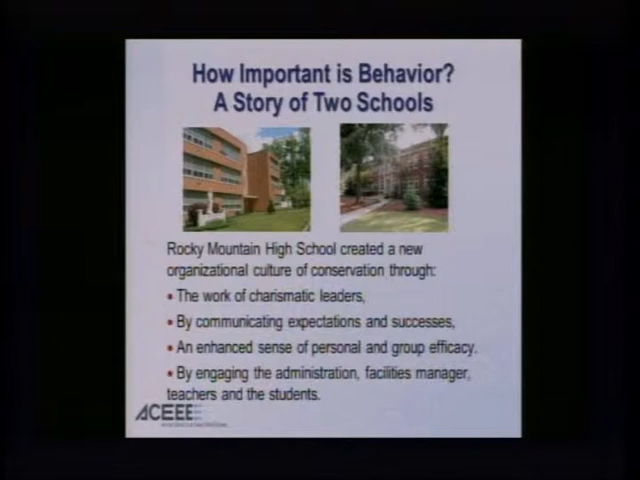 How Important is Behavior?
A Story of Two Schools
Rocky Mountain High School created a new
organizational culture of conservation through:
• The work of charismatic leaders,
• By communicating expectations and successes,
• An enhanced sense of personal and group efficacy.
• By engaging the administration, facilities manager,
teachers and the students.
ACEEE